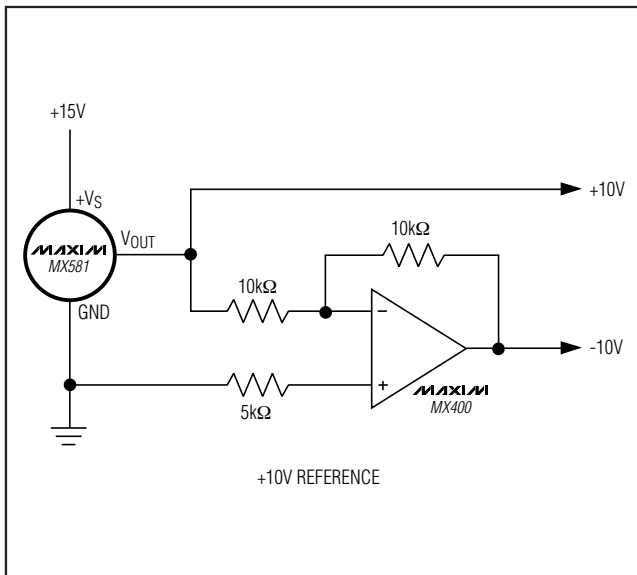 +15V
+VS
MAXIM
MX581
VOUT
GND
+10V
10kΩ
10kΩ
-
-10V
5kΩ
+
MAXIM
MX400
+10V REFERENCE